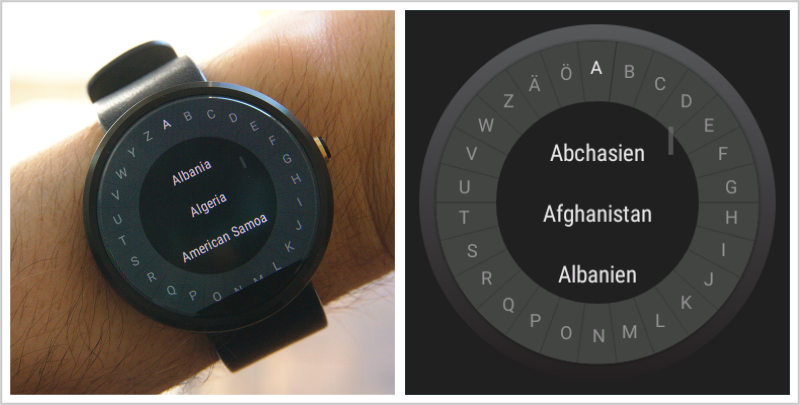 A
B
C
D
E
F
G
H
I
J
K
L
M
N
O
P
Q
R
S
T
U
V
W
Y
Z
Albania
Algeria
American Samoa
A
B
C
D
E
F
G
H
I
J
K
L
M
N
O
P
Q
R
S
T
U
V
W
Z
Ä
Ö
Abchasien
Afghanistan
Albanien